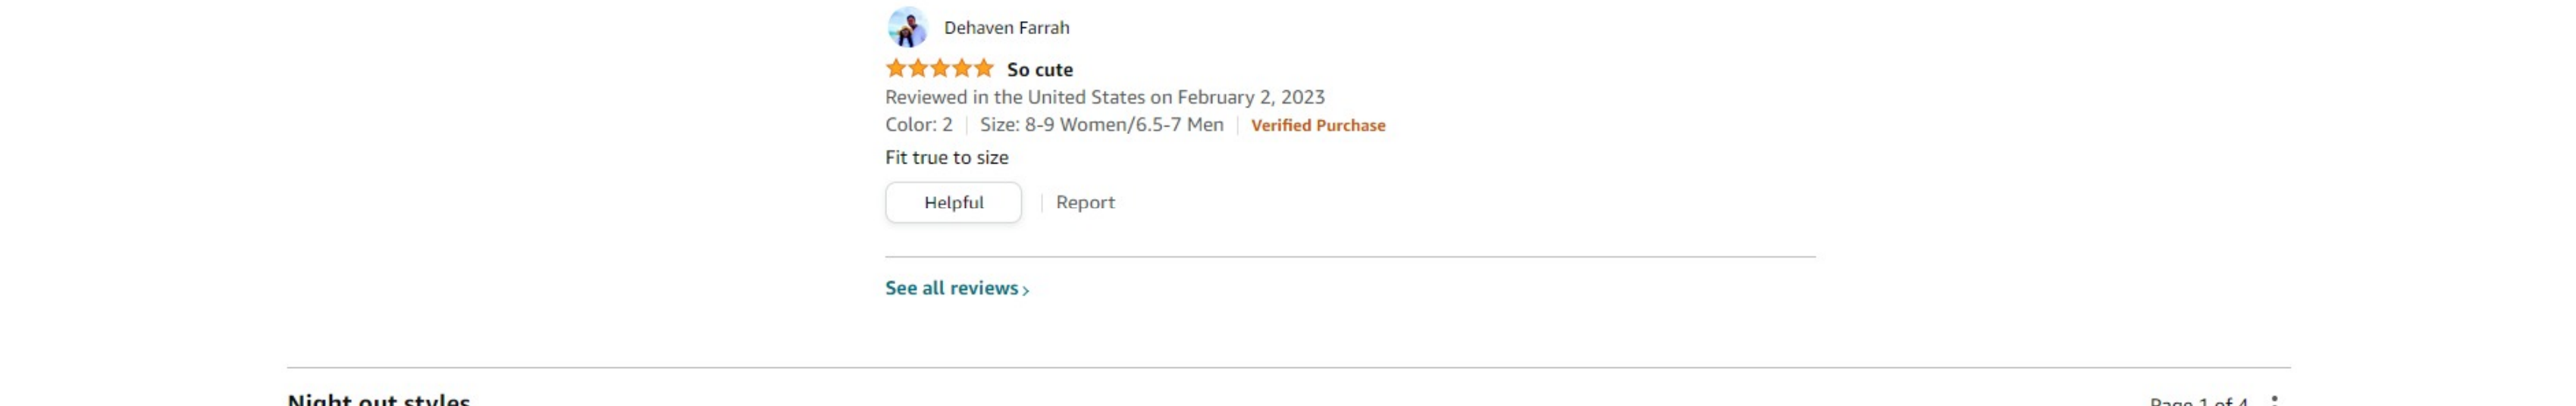 Dehaven Farrah
So cute
Reviewed in the United States on February 2, 2023
Color: 2 | Size: 8-9 Women/6.5-7 Men | Verified Purchase
Fit true to size
Helpful | Report
See all reviews ›
Night out styles
Page 1 of 4